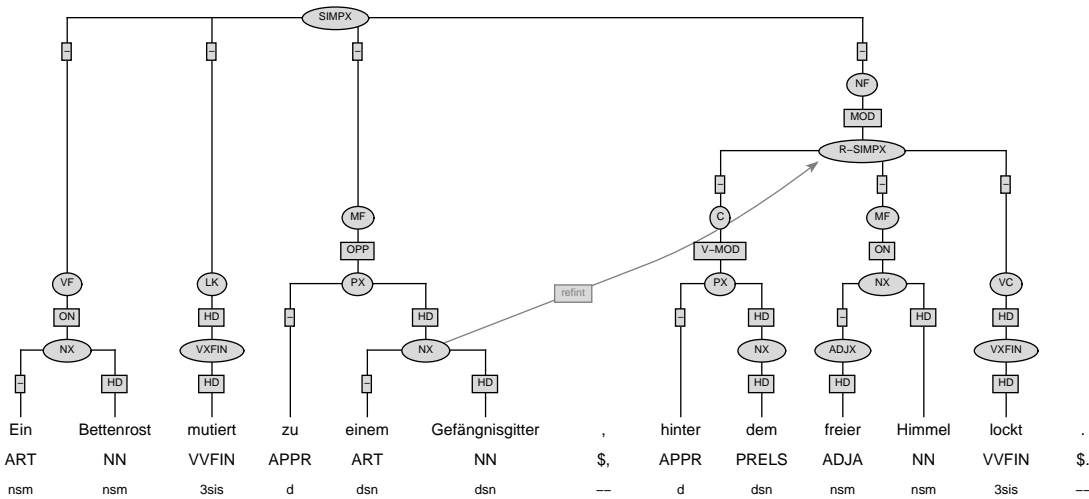 SIMPX
– – – –
NF
MOD
R–SIMPX
– – –
MF C MF
OPP V–MOD ON
VF LK PX PX NX VC
refint
ON HD – HD – HD – HD HD
NX VXFIN NX NX ADJX VXFIN
– HD HD – HD HD HD HD
Ein Bettenrost mutiert zu einem Gefängnisgitter , hinter dem freier Himmel lockt .
ART NN VVFIN APPR ART NN $, APPR PRELS ADJA NN VVFIN $.
nsm nsm 3sis d dsn dsn –– d dsn nsm nsm 3sis ––